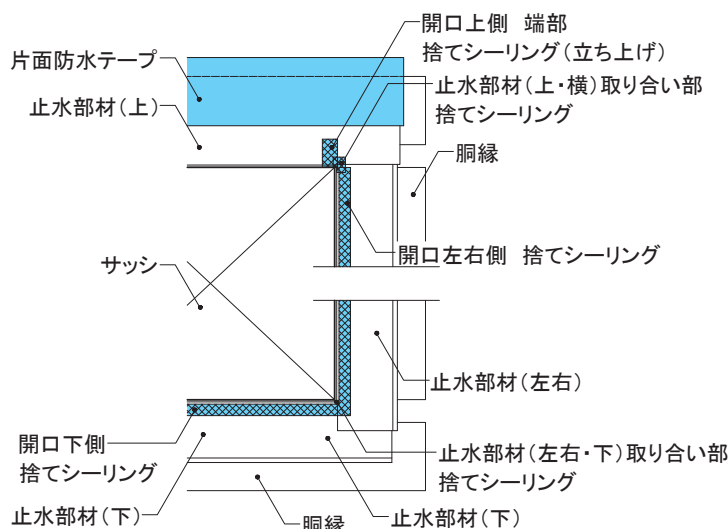 開口上側 端部
捨てシーリング(立ち上げ)
片面防水テープ
止水部材(上・横)取り合い部
捨てシーリング
止水部材(上)
胴縁
開口左右側 捨てシーリング
サッシ
止水部材(左右)
開口下側
捨てシーリング
止水部材(左右・下)取り合い部
捨てシーリング
止水部材(下)
胴縁
止水部材(下)